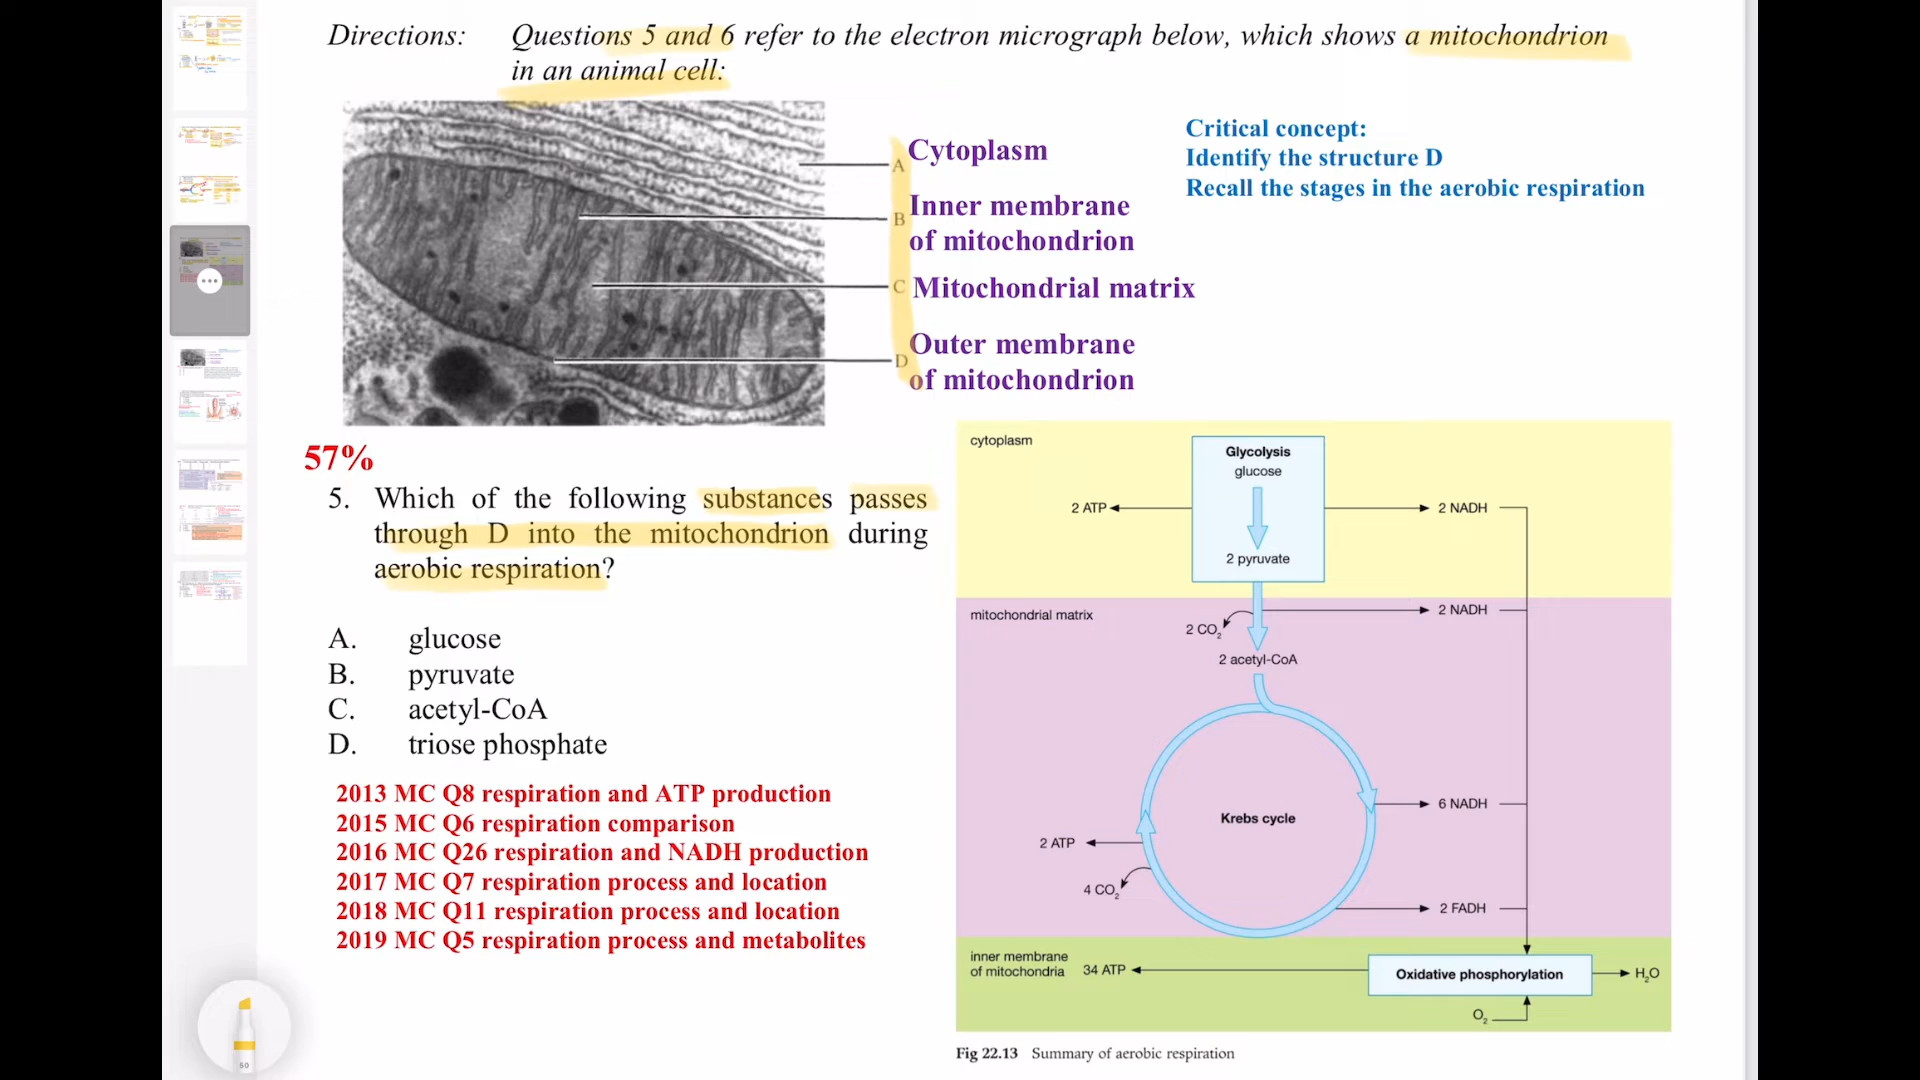 Directions: Questions 5 and 6 refer to the electron micrograph below, which shows a mitochondrion
in an animal cell:
A Cytoplasm
B Inner membrane
of mitochondrion
C Mitochondrial matrix
D Outer membrane
of mitochondrion
Critical concept:
Identify the structure D
Recall the stages in the aerobic respiration
57%
5. Which of the following substances passes
through D into the mitochondrion during
aerobic respiration?
A. glucose
B. pyruvate
C. acetyl-CoA
D. triose phosphate
2013 MC Q8 respiration and ATP production
2015 MC Q6 respiration comparison
2016 MC Q26 respiration and NADH production
2017 MC Q7 respiration process and location
2018 MC Q11 respiration process and location
2019 MC Q5 respiration process and metabolites
cytoplasm
Glycolysis
glucose
2 ATP
2 NADH
2 pyruvate
mitochondrial matrix
2 NADH
2 CO₂
2 acetyl-CoA
6 NADH
Krebs cycle
2 ATP
4 CO₂
2 FADH
inner membrane
of mitochondria
34 ATP
Oxidative phosphorylation
H₂O
O₂
Fig 22.13 Summary of aerobic respiration
50